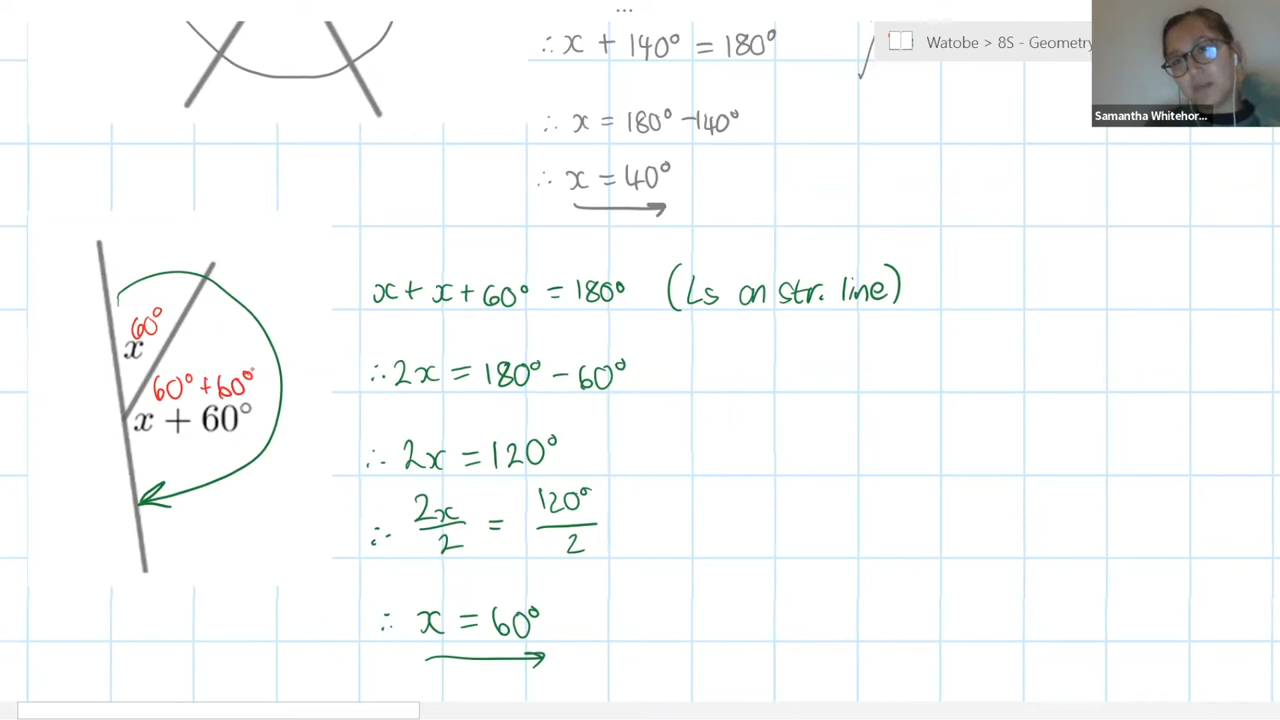 ...
∴ x + 140° = 180°
Watobe > 8S - Geometry
Samantha Whitehor...
∴ x = 180° - 140°
∴ x = 40°
60°
x
60° + 60°
x + 60°
x + x + 60° = 180° (Ls on str. line)
∴ 2x = 180° - 60°
∴ 2x = 120°
∴ 2x/2 = 120°/2
∴ x = 60°